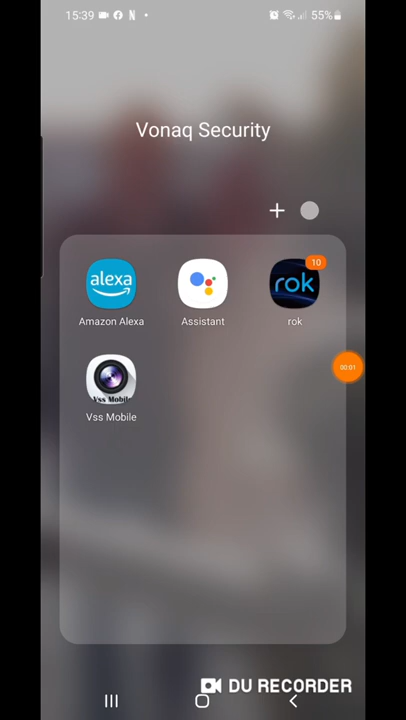 15:39
55%
Vonaq Security
alexa
rok
10
Amazon Alexa
Assistant
rok
00:01
Vss Mobile
Vss Mobile
DU RECORDER